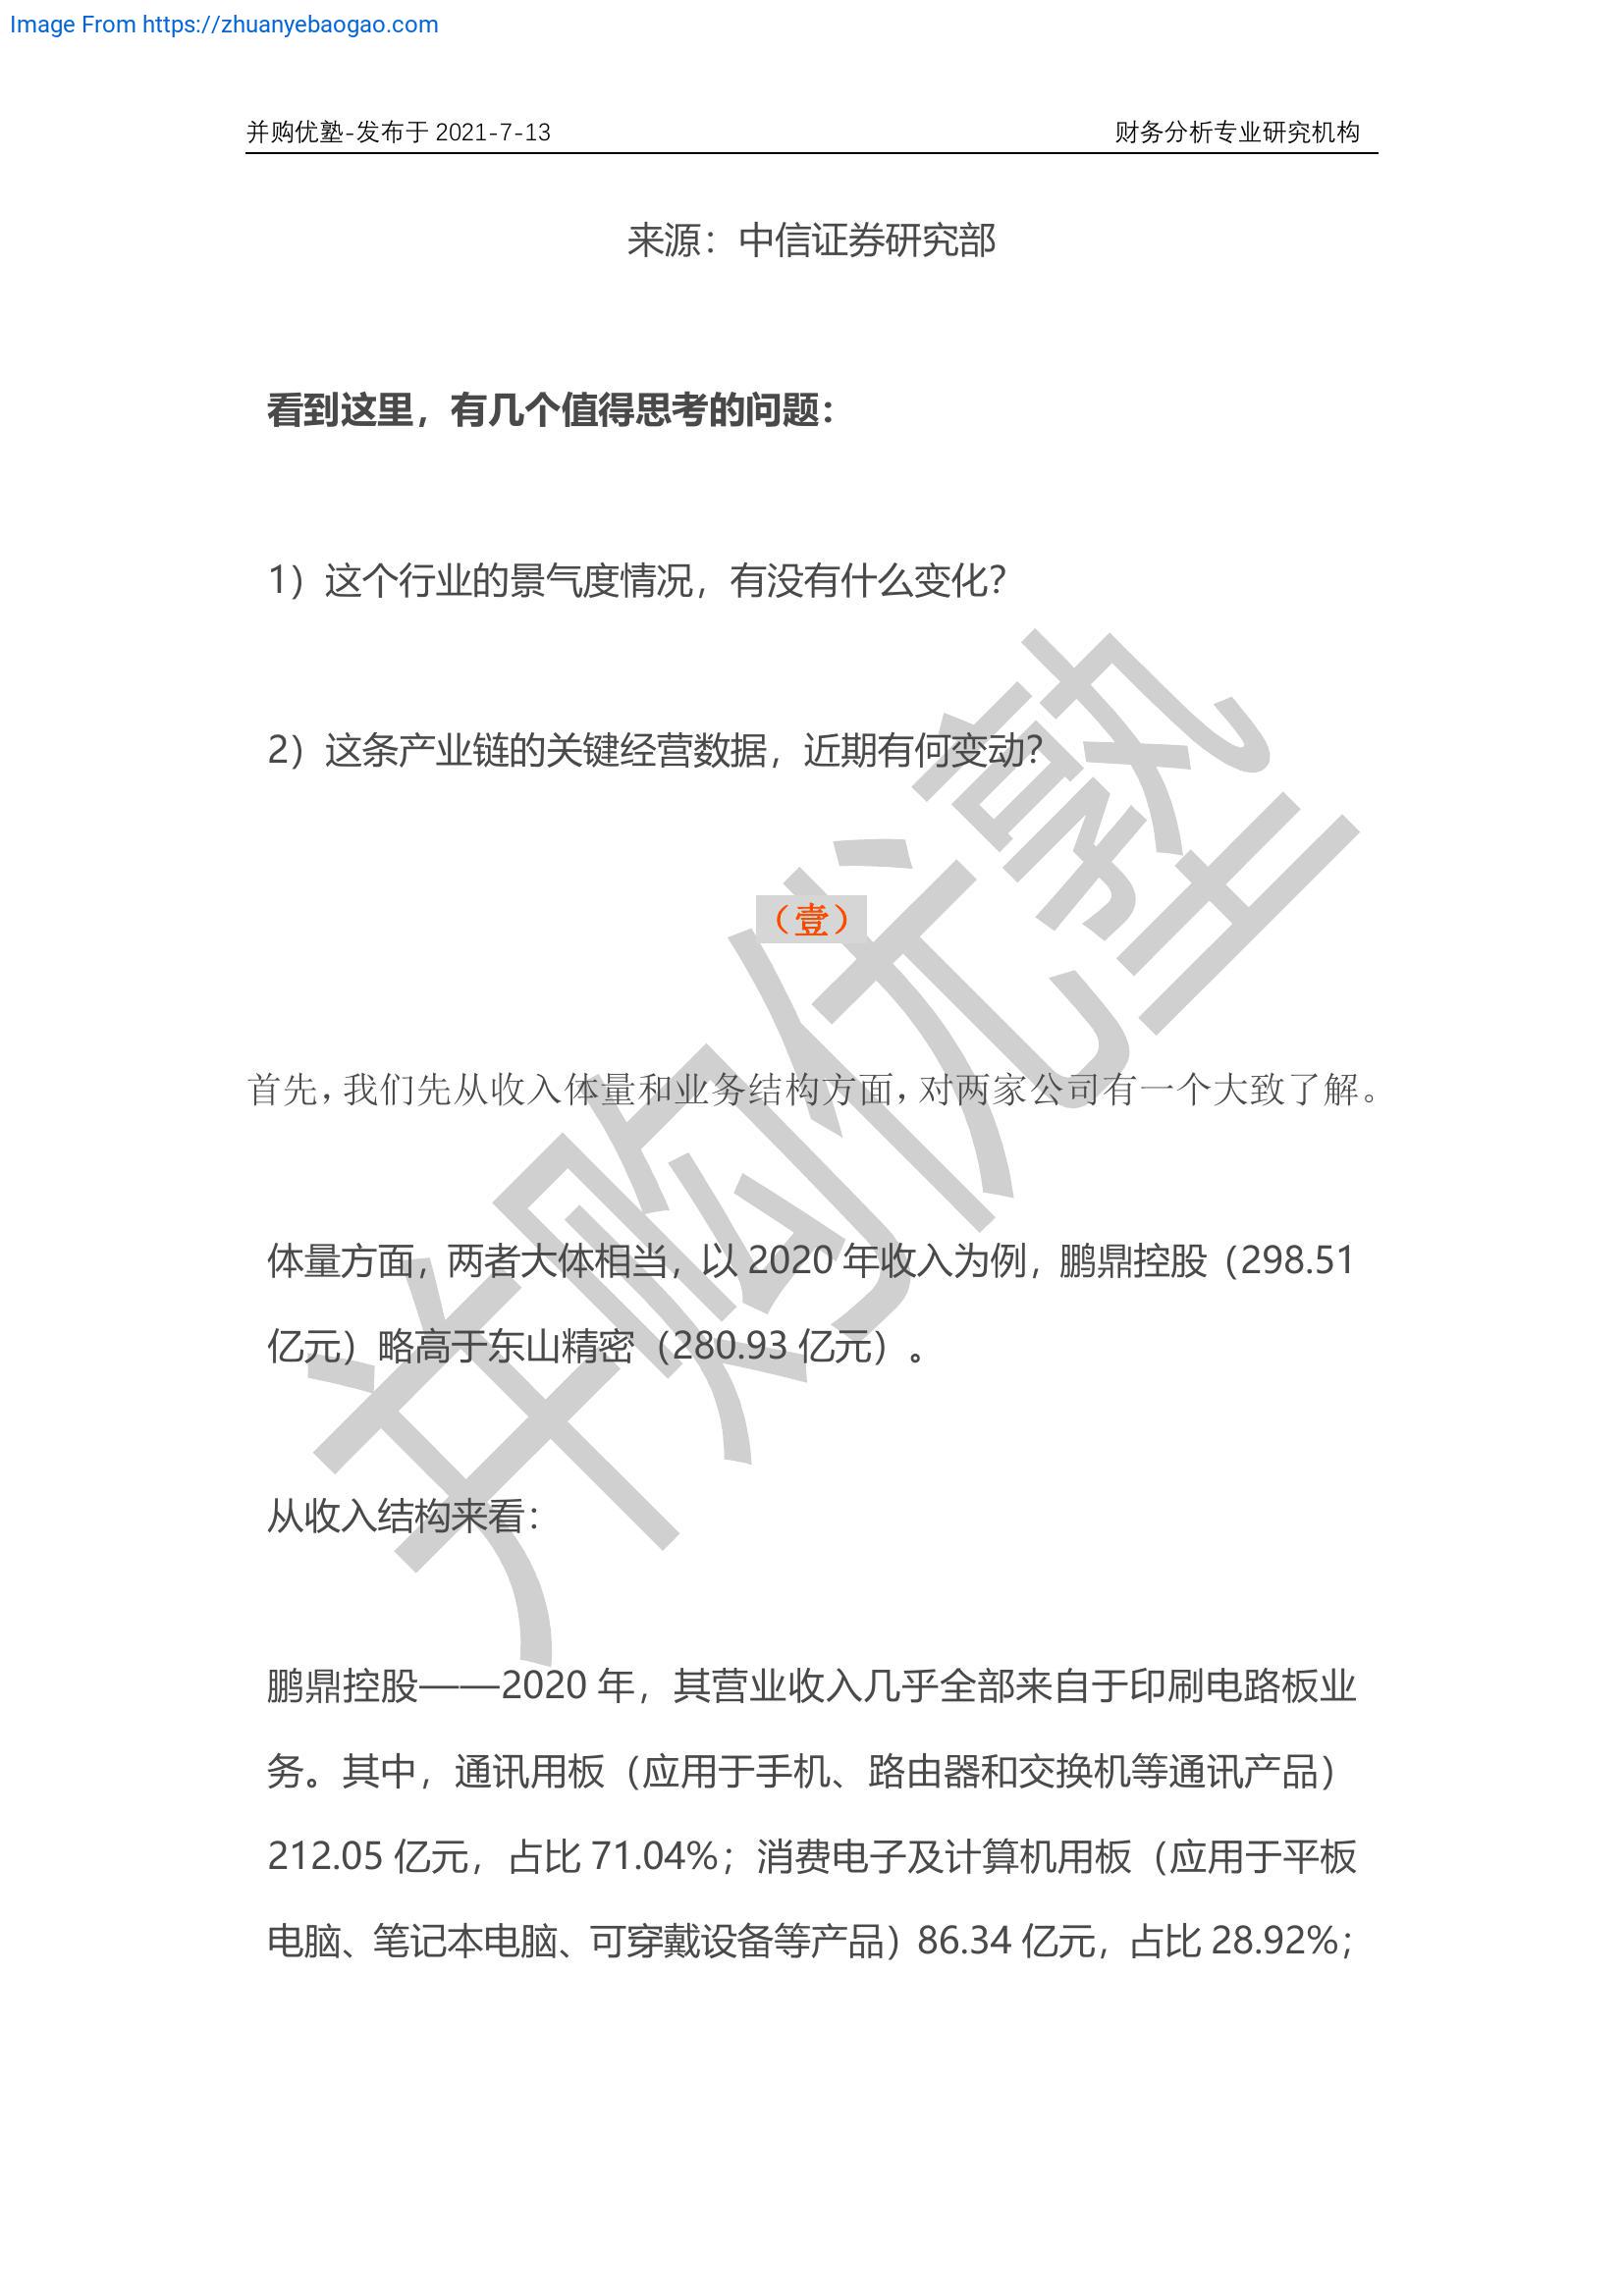 Image From https://zhuanyebaogao.com
并购优塾-发布于 2021-7-13 财务分析专业研究机构
来源：中信证券研究部
看到这里，有几个值得思考的问题：
1）这个行业的景气度情况，有没有什么变化？
2）这条产业链的关键经营数据，近期有何变动？
（壹）
首先，我们先从收入体量和业务结构方面，对两家公司有一个大致了解。
体量方面，两者大体相当，以 2020 年收入为例，鹏鼎控股（298.51
亿元）略高于东山精密（280.93 亿元）。
从收入结构来看：
鹏鼎控股——2020 年，其营业收入几乎全部来自于印刷电路板业
务。其中，通讯用板（应用于手机、路由器和交换机等通讯产品）
212.05 亿元，占比 71.04%；消费电子及计算机用板（应用于平板
电脑、笔记本电脑、可穿戴设备等产品）86.34 亿元，占比 28.92%；
并购优塾